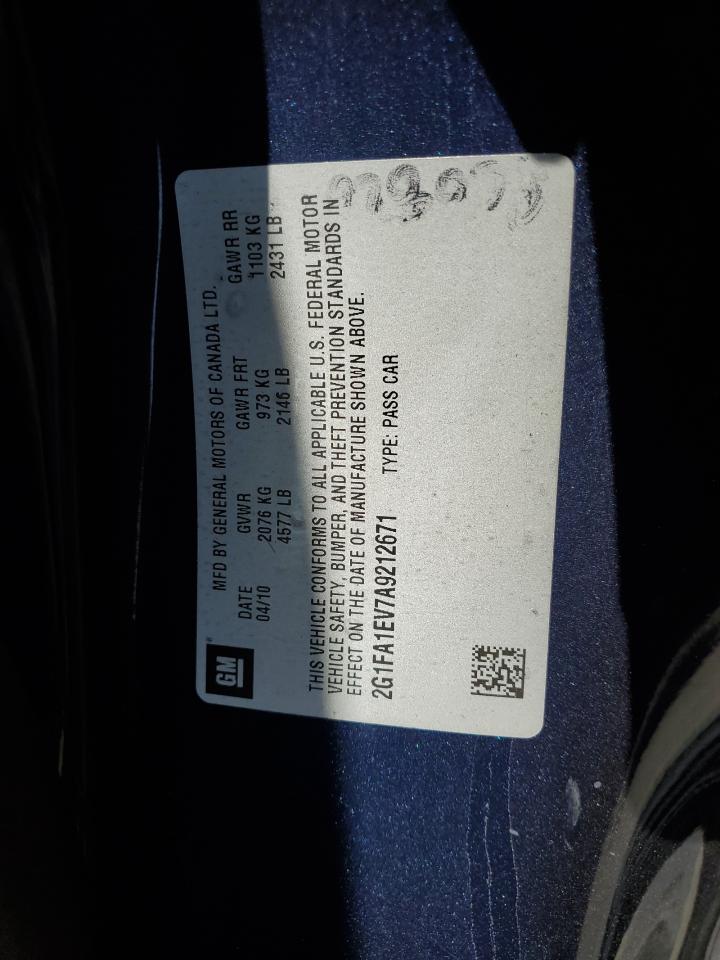 GM
MFD BY GENERAL MOTORS OF CANADA LTD.
DATE GVWR GAWR FRT GAWR RR
04/10 2076 KG 973 KG 1103 KG
4577 LB 2146 LB 2431 LB
THIS VEHICLE CONFORMS TO ALL APPLICABLE U.S. FEDERAL MOTOR
VEHICLE SAFETY, BUMPER, AND THEFT PREVENTION STANDARDS IN
EFFECT ON THE DATE OF MANUFACTURE SHOWN ABOVE.
2G1FA1EV7A9212671 TYPE: PASS CAR